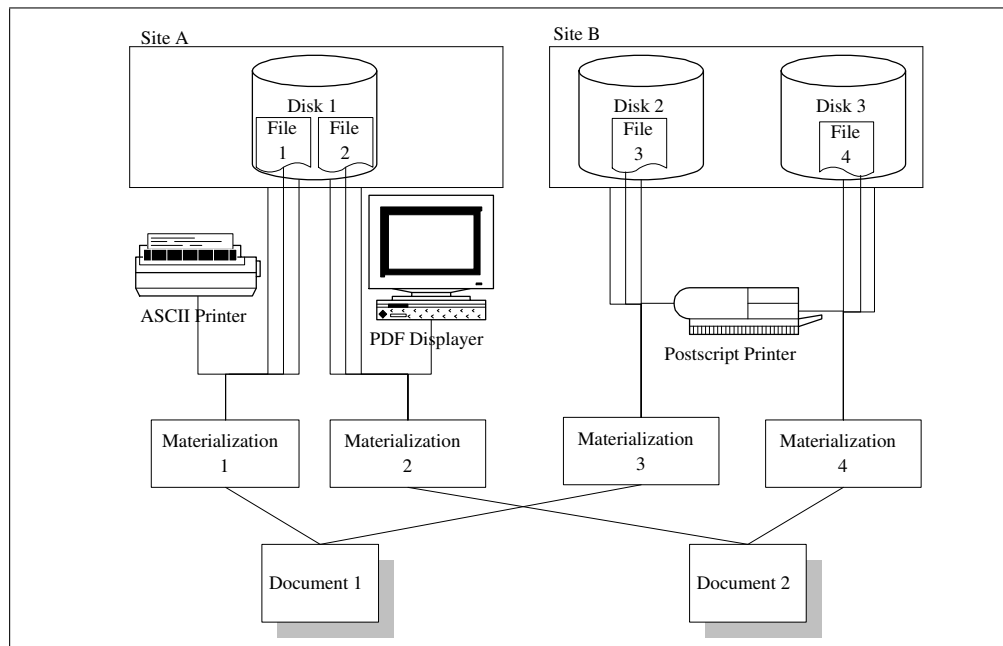 Site A
Site B
Disk 1
Disk 2
Disk 3
File
1
File
2
File
3
File
4
ASCII Printer
PDF Displayer
Postscript Printer
Materialization
1
Materialization
2
Materialization
3
Materialization
4
Document 1
Document 2